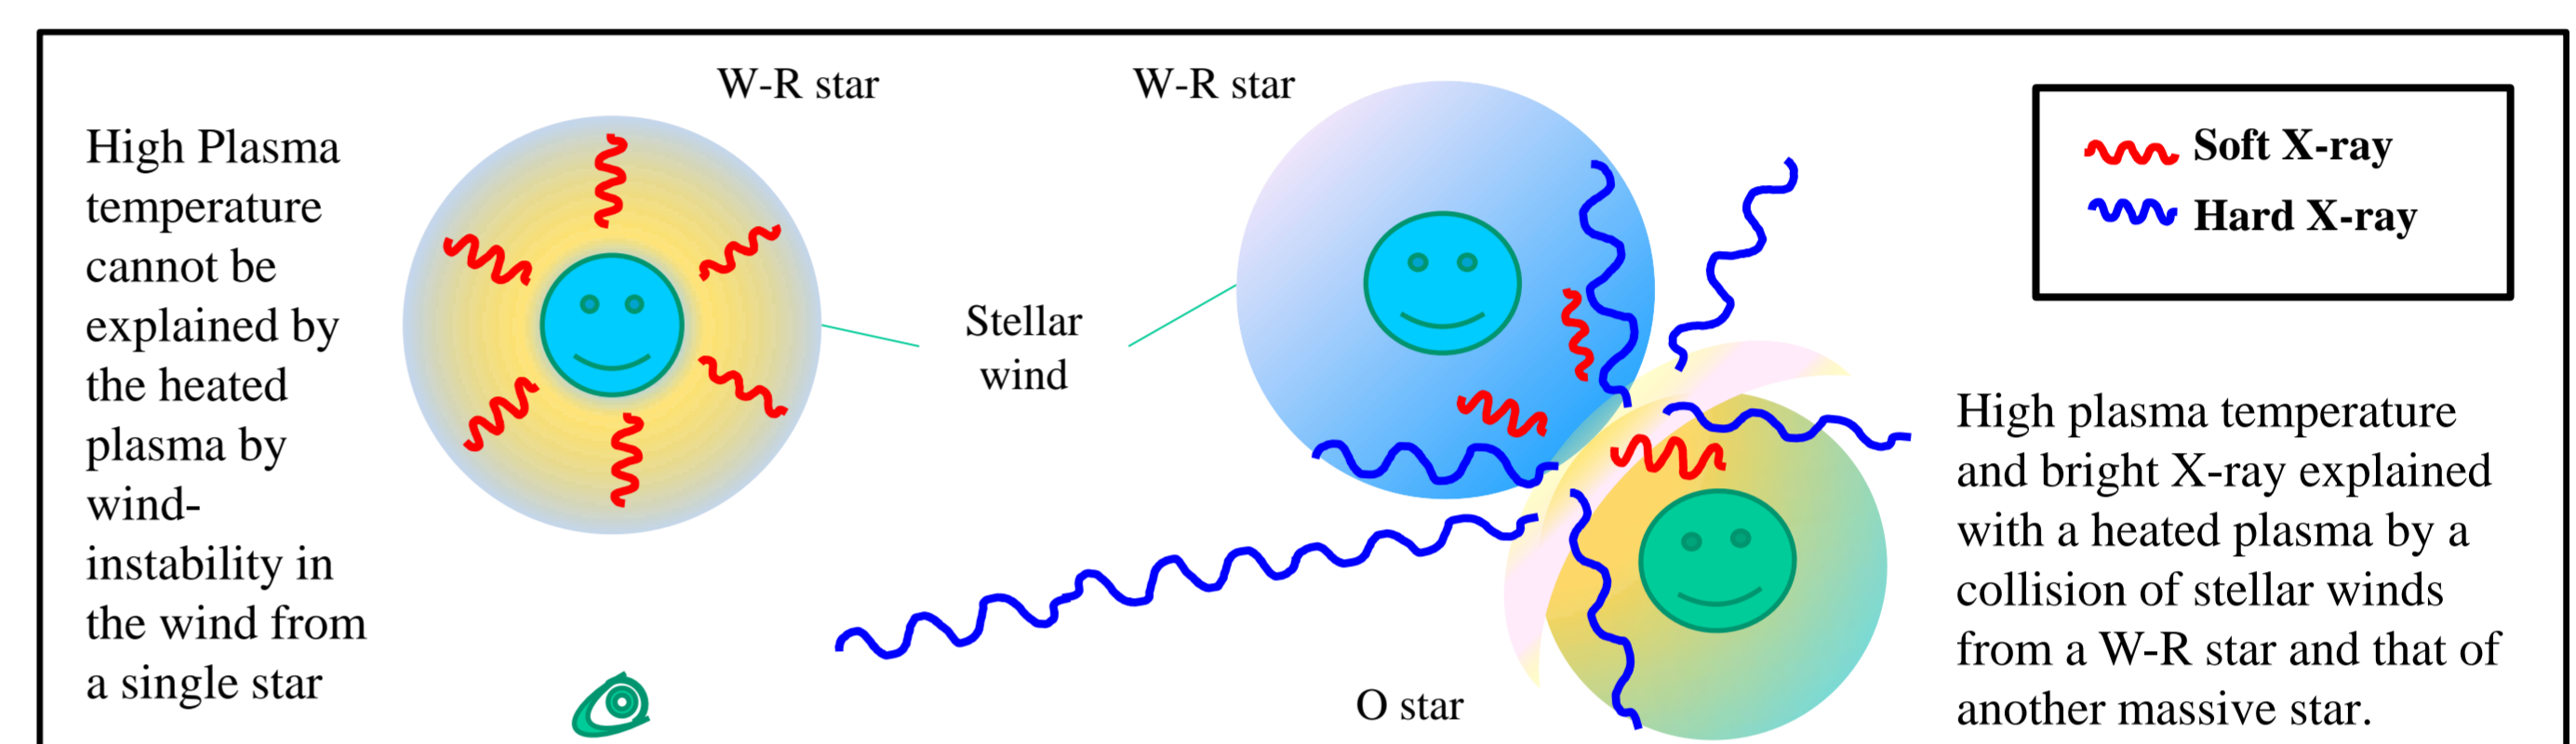 W-R star
W-R star
High Plasma
temperature
cannot be
explained by
the heated
plasma by
wind-
instability in
the wind from
a single star
Stellar
wind
Soft X-ray
Hard X-ray
High plasma temperature
and bright X-ray explained
with a heated plasma by a
collision of stellar winds
from a W-R star and that of
another massive star.
O star